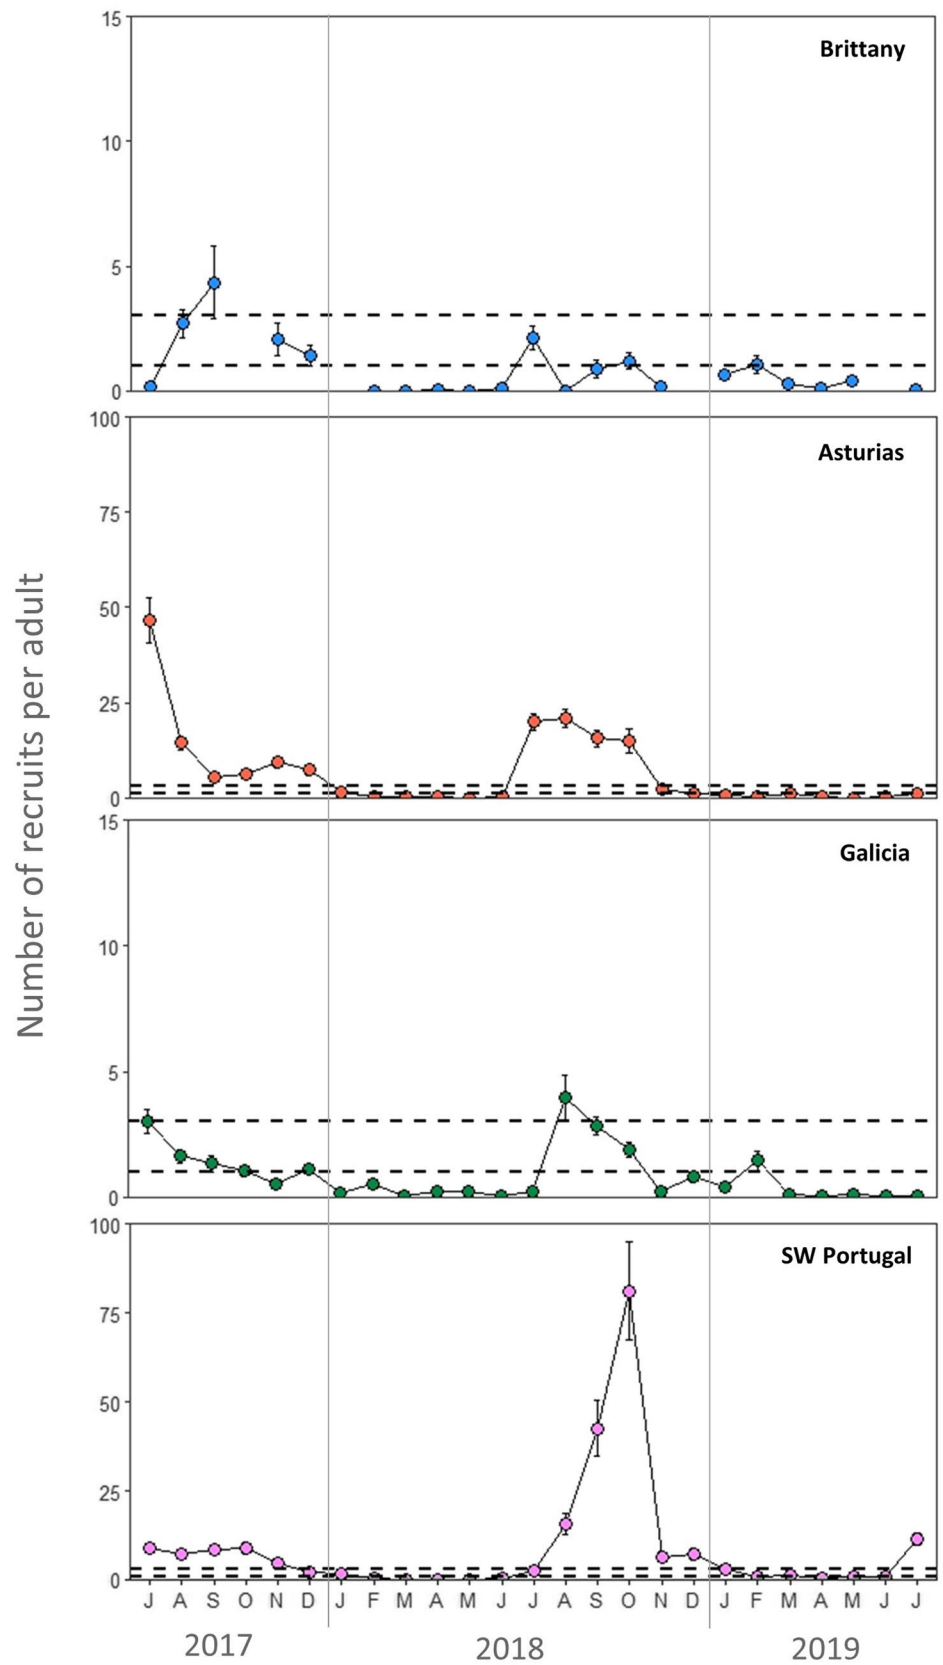 Number of recruits per adult
15
Brittany
10
5
0
100
Asturias
75
50
25
0
15
Galicia
10
5
0
100
SW Portugal
75
50
25
0
J A S O N D J F M A M J J A S O N D J F M A M J J
2017 2018 2019